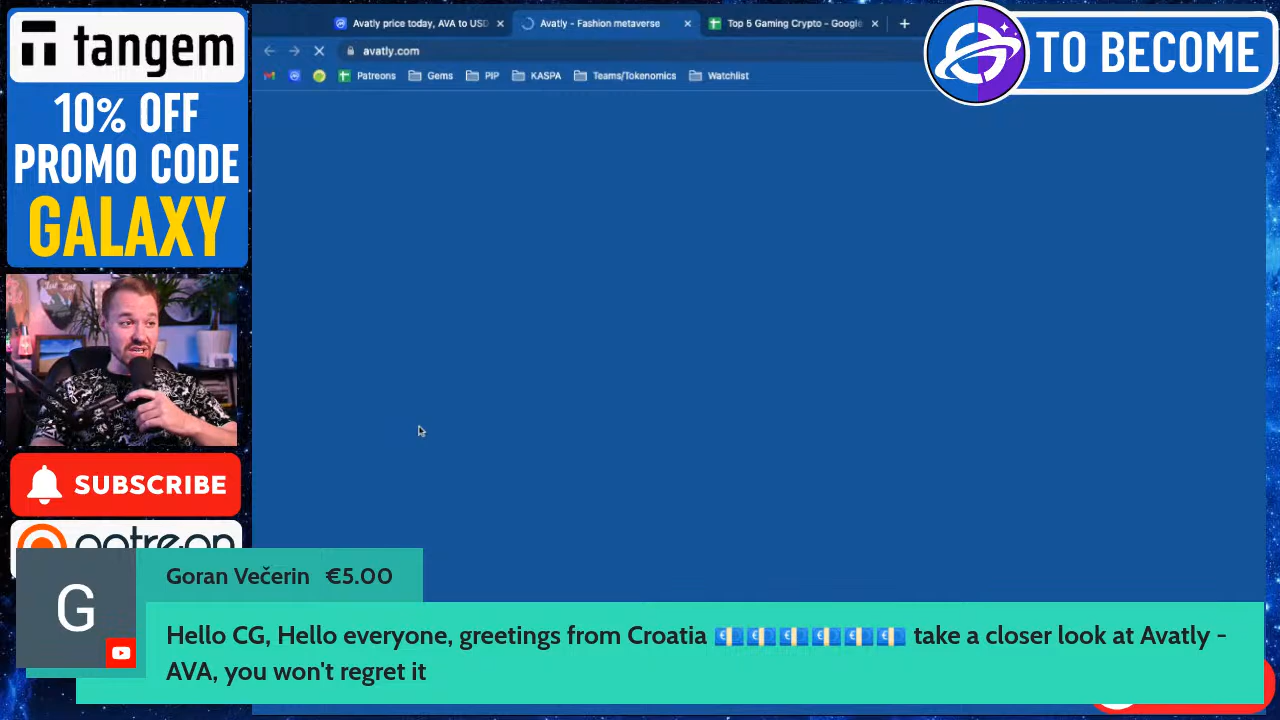 tangem
10% OFF
PROMO CODE
GALAXY
Avatly price today, AVA to USD
Avatly - Fashion metaverse
Top 5 Gaming Crypto - Google
avatly.com
Patreons
Gems
PIP
KASPA
Teams/Tokenomics
Watchlist
TO BECOME
SUBSCRIBE
patreon
G
Goran Večerin €5.00
Hello CG, Hello everyone, greetings from Croatia 💶💶💶💶💶💶 take a closer look at Avatly -
AVA, you won't regret it